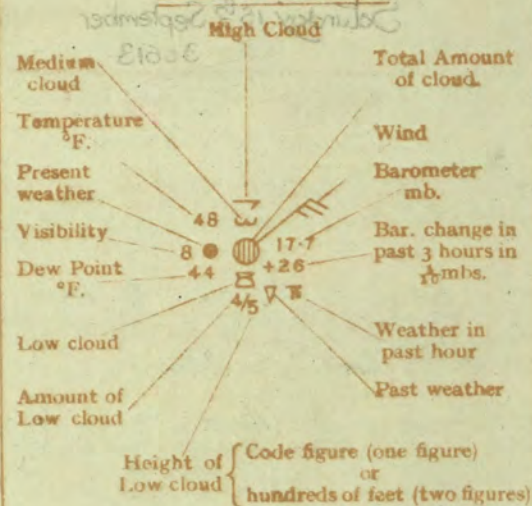 High Cloud
Medium cloud
Total Amount of cloud.
Temperature °F.
Wind
Present weather
Barometer mb.
Visibility
Bar. change in past 3 hours in 1/10 mbs.
Dew Point °F.
48
8
17·7
44
+26
4/5
Low cloud
Weather in past hour
Amount of Low cloud
Past weather
Height of Low cloud
Code figure (one figure)
or
hundreds of feet (two figures)